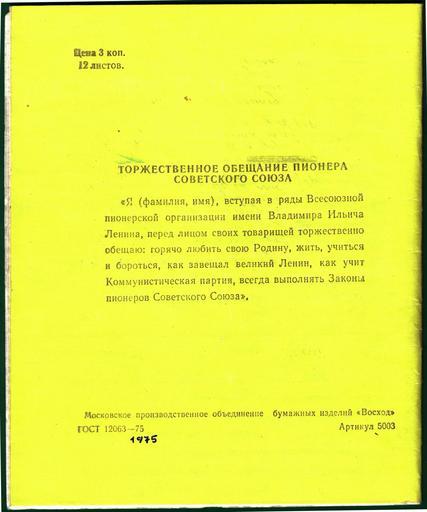 Цена 3 коп.
12 листов.
ТОРЖЕСТВЕННОЕ ОБЕЩАНИЕ ПИОНЕРА
СОВЕТСКОГО СОЮЗА
«Я (фамилия, имя), вступая в ряды Всесоюзной
пионерской организации имени Владимира Ильича
Ленина, перед лицом своих товарищей торжественно
обещаю: горячо любить свою Родину, жить, учиться
и бороться, как завещал великий Ленин, как учит
Коммунистическая партия, всегда выполнять Законы
пионеров Советского Союза».
Московское производственное объединение бумажных изделий «Восход»
ГОСТ 12063—75 Артикул 5003
1975